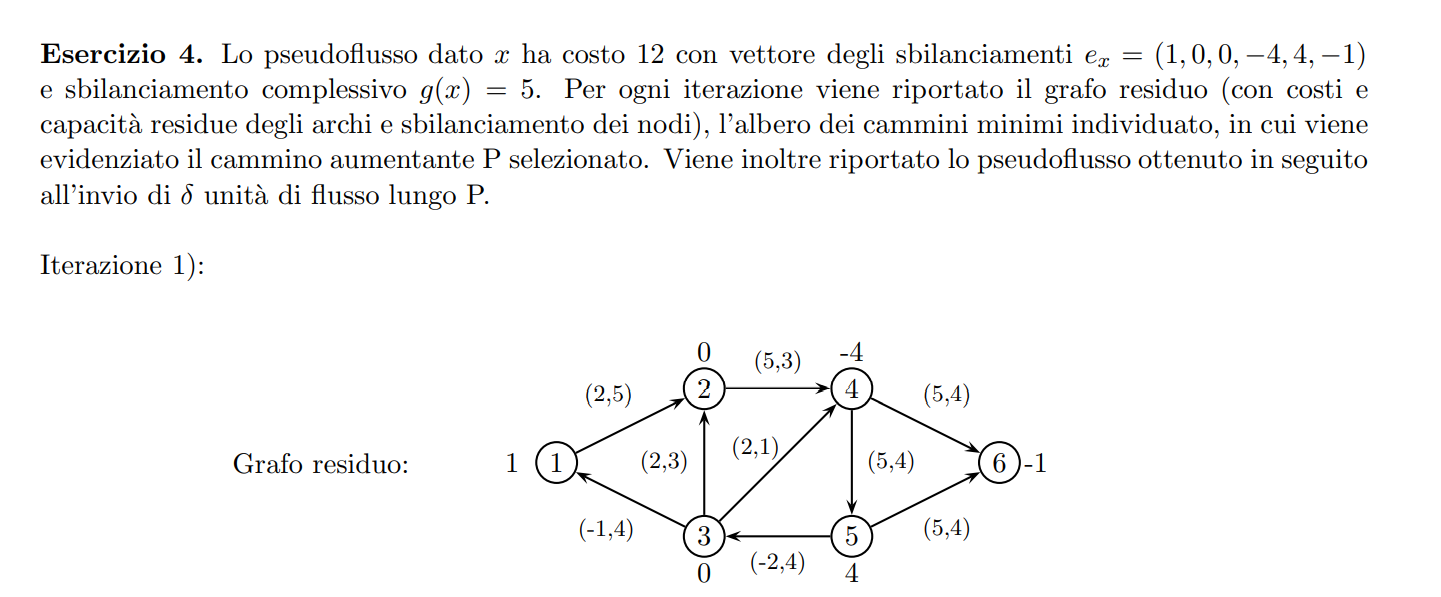 Esercizio 4. Lo pseudoflusso dato x ha costo 12 con vettore degli sbilanciamenti eₓ = (1, 0, 0, −4, 4, −1)
e sbilanciamento complessivo g(x) = 5. Per ogni iterazione viene riportato il grafo residuo (con costi e
capacità residue degli archi e sbilanciamento dei nodi), l'albero dei cammini minimi individuato, in cui viene
evidenziato il cammino aumentante P selezionato. Viene inoltre riportato lo pseudoflusso ottenuto in seguito
all'invio di δ unità di flusso lungo P.
Iterazione 1):
0 (5,3) -4
(2,5) 2 4 (5,4)
Grafo residuo: 1 1 (2,3) (2,1) (5,4) 6 -1
(-1,4) 3 5 (5,4)
0 (-2,4) 4